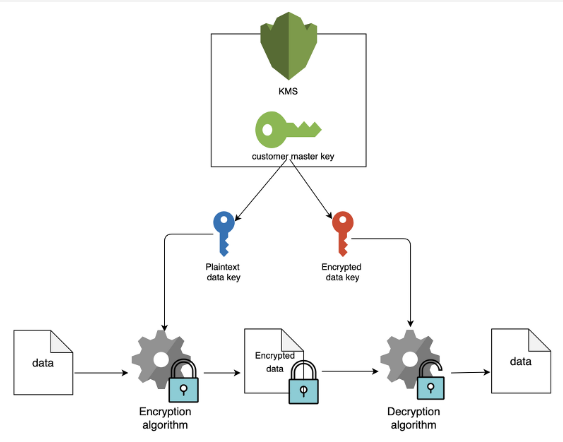 KMS
customer master key
Plaintext
data key
Encrypted
data key
data
Encrypted
data
data
Encryption
algorithm
Decryption
algorithm